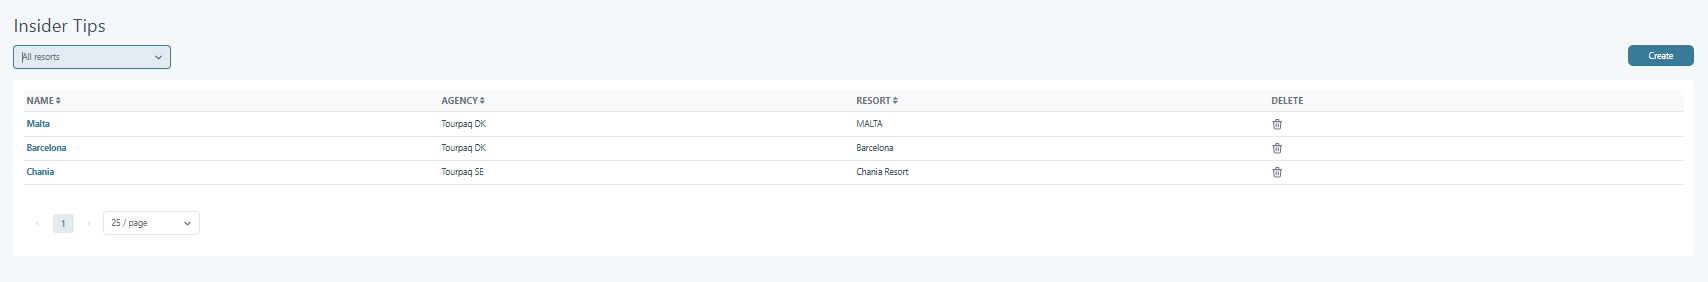 Insider Tips
All resorts
Create
NAME AGENCY RESORT DELETE
Malta Tourpaq DK MALTA
Barcelona Tourpaq DK Barcelona
Chania Tourpaq SE Chania Resort
1 25 / page